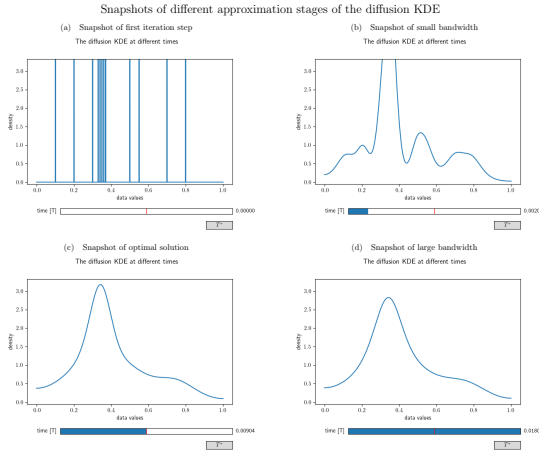 Snapshots of different approximation stages of the diffusion KDE
(a) Snapshot of first iteration step
The diffusion KDE at different times
3.0
2.5
2.0
1.5
1.0
0.5
0.0
density
0.0 0.2 0.4 0.6 0.8 1.0
data values
time [T] 0.00000
T*
(b) Snapshot of small bandwidth
The diffusion KDE at different times
3.0
2.5
2.0
1.5
1.0
0.5
0.0
density
0.0 0.2 0.4 0.6 0.8 1.0
data values
time [T] 0.0020
T*
(c) Snapshot of optimal solution
The diffusion KDE at different times
3.0
2.5
2.0
1.5
1.0
0.5
0.0
density
0.0 0.2 0.4 0.6 0.8 1.0
data values
time [T] 0.00904
T*
(d) Snapshot of large bandwidth
The diffusion KDE at different times
3.0
2.5
2.0
1.5
1.0
0.5
0.0
density
0.0 0.2 0.4 0.6 0.8 1.0
data values
time [T] 0.0180
T*